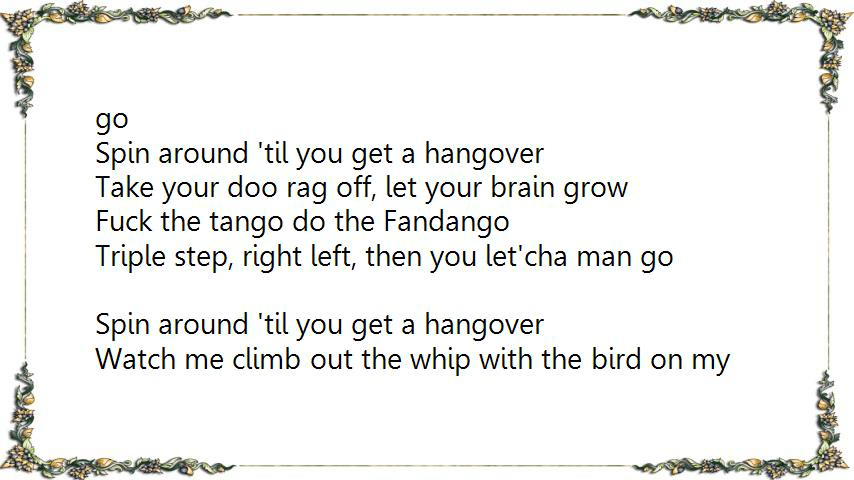 go
Spin around 'til you get a hangover
Take your doo rag off, let your brain grow
Fuck the tango do the Fandango
Triple step, right left, then you let'cha man go
Spin around 'til you get a hangover
Watch me climb out the whip with the bird on my